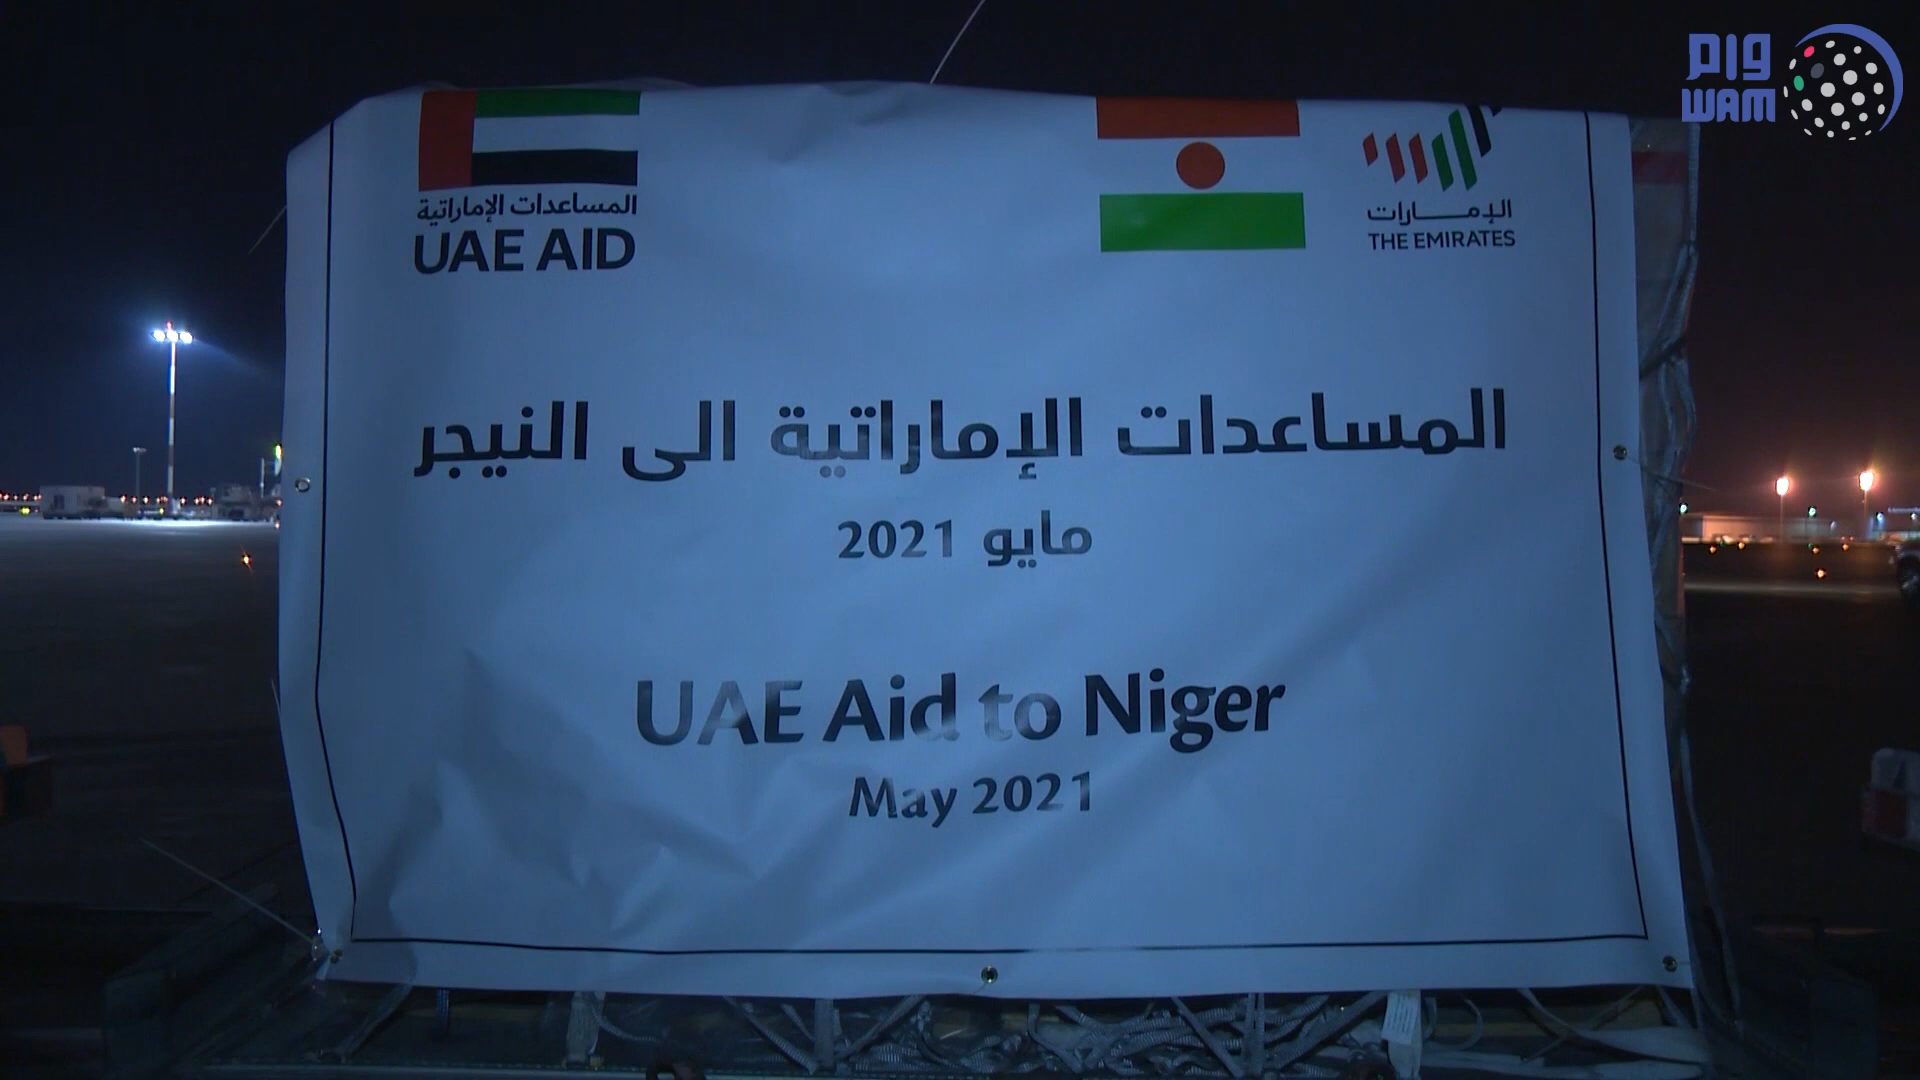 وام
WAM
المساعدات الإماراتية
UAE AID
الإمارات
THE EMIRATES
المساعدات الإماراتية الى النيجر
مايو 2021
UAE Aid to Niger
May 2021